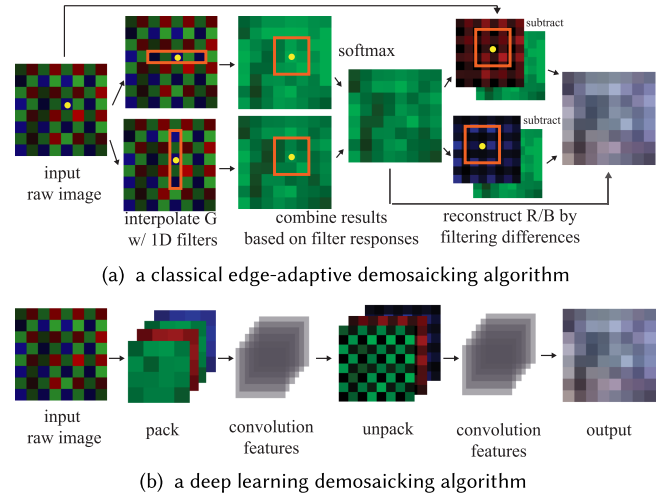 subtract
softmax
subtract
input
raw image
interpolate G
w/ 1D filters
combine results
based on filter responses
reconstruct R/B by
filtering differences
(a) a classical edge-adaptive demosaicking algorithm
input
raw image
pack
convolution
features
unpack
convolution
features
output
(b) a deep learning demosaicking algorithm